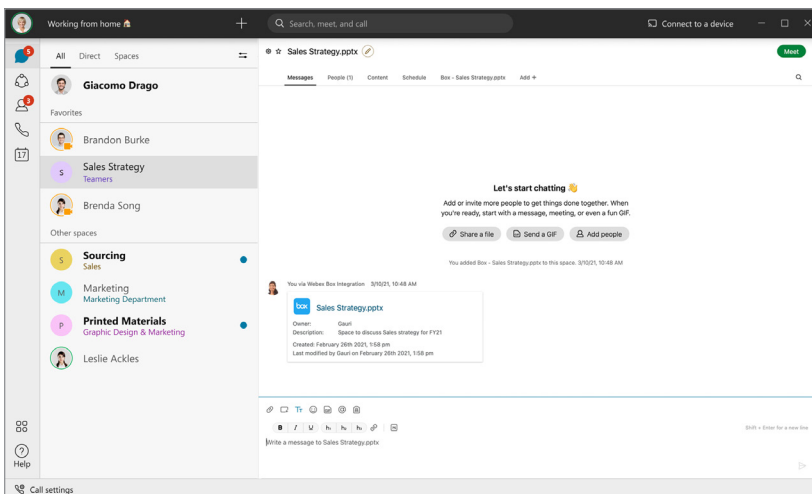 Working from home
Search, meet, and call
Connect to a device
5
3
17
Help
Call settings
All Direct Spaces
Giacomo Drago
Favorites
Brandon Burke
S
Sales Strategy
Teamers
Brenda Song
Other spaces
S
Sourcing
Sales
M
Marketing
Marketing Department
P
Printed Materials
Graphic Design & Marketing
Leslie Ackles
Sales Strategy.pptx
Meet
Messages People (1) Content Schedule Box - Sales Strategy.pptx Add +
Let's start chatting
Add or invite more people to get things done together. When
you're ready, start with a message, meeting, or even a fun GIF.
Share a file Send a GIF Add people
You added Box - Sales Strategy.pptx to this space. 3/10/21, 10:48 AM
You via Webex Box Integration 3/10/21, 10:48 AM
box Sales Strategy.pptx
Owner: Gauri
Description: Space to discuss Sales strategy for FY21
Created: February 26th 2021, 1:58 pm
Last modified by Gauri on February 26th 2021, 1:58 pm
B I U h₁ h₂ h₃
Shift + Enter for a new line
Write a message to Sales Strategy.pptx